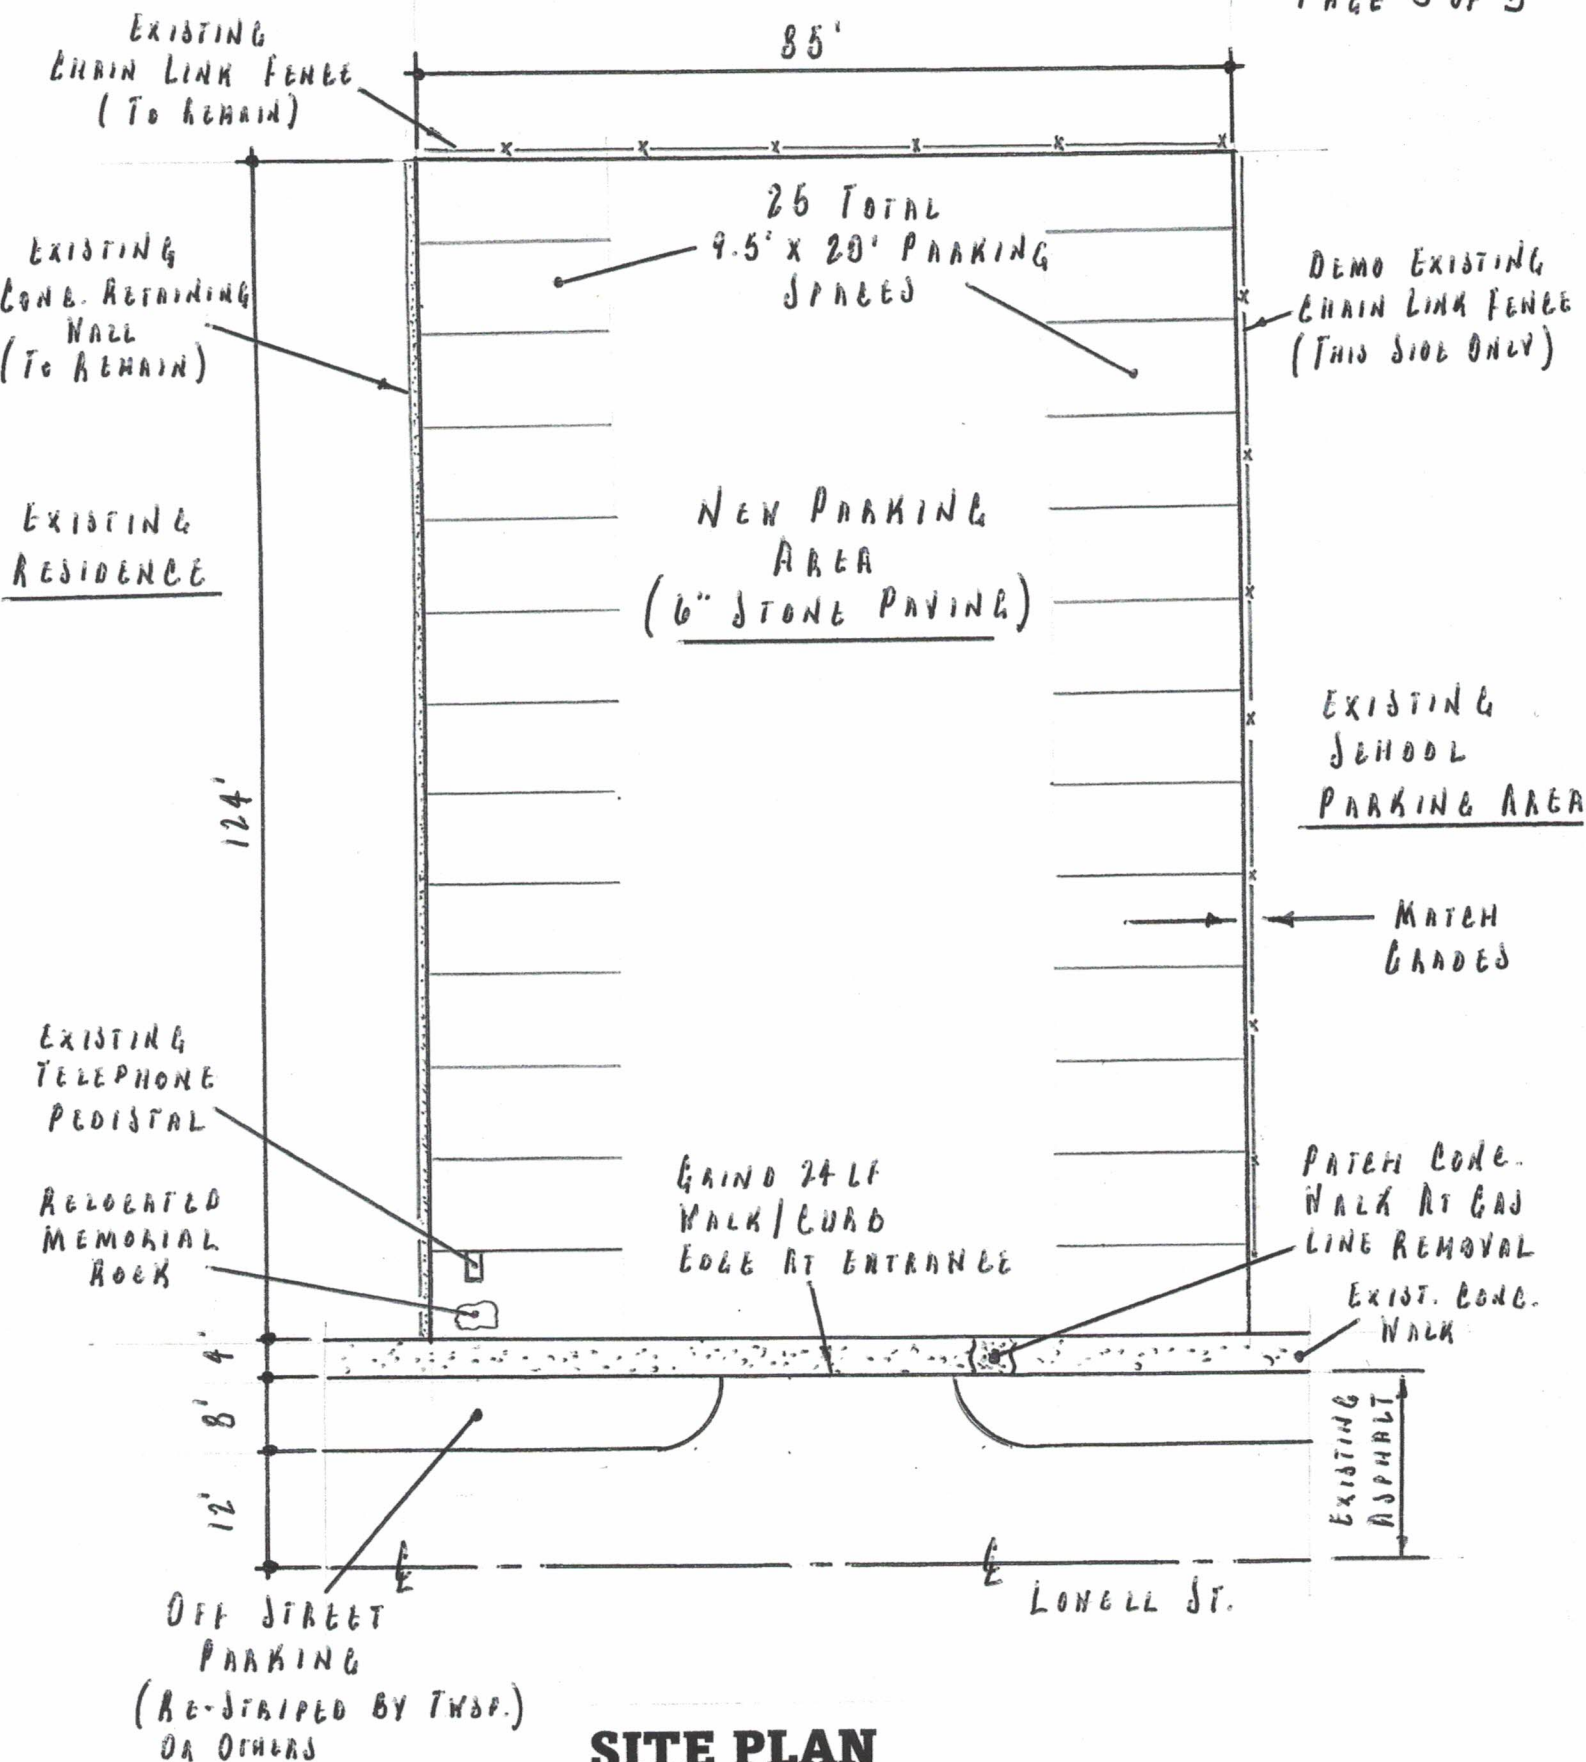 PAGE 3 OF 3
EXISTING
CHAIN LINK FENCE
(TO REMAIN)
85'
25 TOTAL
9.5' X 20' PARKING
SPACES
EXISTING
CONC. RETAINING
WALL
(TO REMAIN)
DEMO EXISTING
CHAIN LINK FENCE
(THIS SIDE ONLY)
EXISTING
RESIDENCE
NEW PARKING
AREA
(6" STONE PAVING)
124'
EXISTING
SCHOOL
PARKING AREA
MATCH
GRADES
EXISTING
TELEPHONE
PEDISTAL
RELOCATED
MEMORIAL
ROCK
GRIND 24 LF
WALK/CURB
EDGE AT ENTRANCE
PATCH CONC.
WALK AT GAS
LINE REMOVAL
EXIST. CONC.
WALK
4'
8'
12'
EXISTING
ASPHALT
LOWELL ST.
OFF STREET
PARKING
(RE-STRIPED BY TWSP.)
OR OTHERS
SITE PLAN